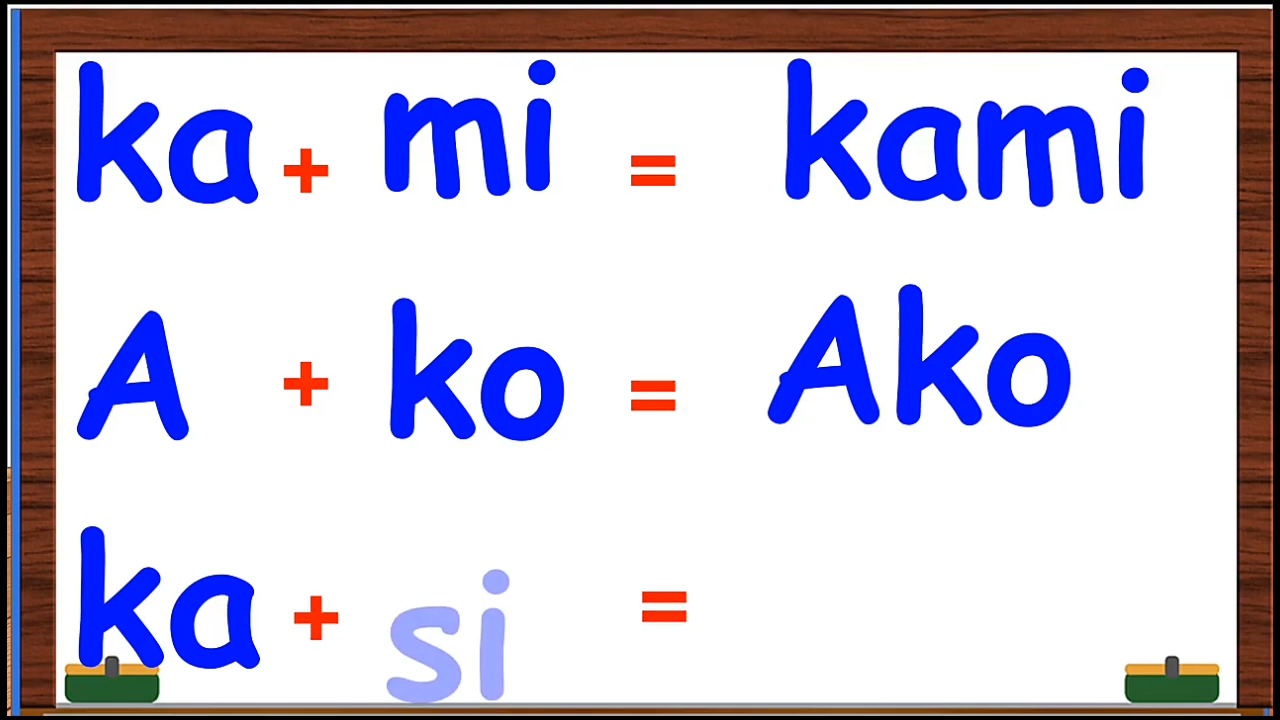 ka + mi = kami
A + ko = Ako
ka + si =